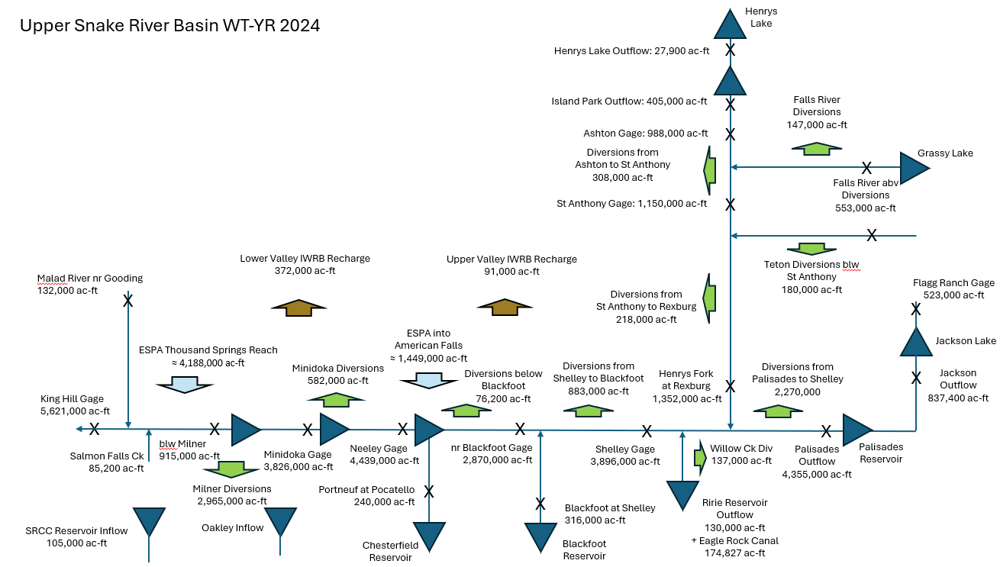 Upper Snake River Basin WT-YR 2024
Henrys
Lake
Henrys Lake Outflow: 27,900 ac-ft
Island Park Outflow: 405,000 ac-ft
Falls River
Diversions
147,000 ac-ft
Ashton Gage: 988,000 ac-ft
Diversions from
Ashton to St Anthony
308,000 ac-ft
Grassy Lake
X
X
X
X
Falls River abv
Diversions
553,000 ac-ft
St Anthony Gage: 1,150,000 ac-ft
X
X
Teton Diversions blw
St Anthony
180,000 ac-ft
Lower Valley IWRB Recharge
372,000 ac-ft
Upper Valley IWRB Recharge
91,000 ac-ft
Malad River nr Gooding
132,000 ac-ft
X
Diversions from
St Anthony to Rexburg
218,000 ac-ft
Flagg Ranch Gage
523,000 ac-ft
X
Jackson Lake
ESPA Thousand Springs Reach
≈ 4,188,000 ac-ft
ESPA into
American Falls
≈ 1,449,000 ac-ft
Minidoka Diversions
582,000 ac-ft
Diversions below
Blackfoot
76,200 ac-ft
Diversions from
Shelley to Blackfoot
883,000 ac-ft
Henrys Fork
at Rexburg
1,352,000 ac-ft
X
Diversions from
Palisades to Shelley
2,270,000
X
Jackson
Outflow
837,400 ac-ft
King Hill Gage
5,621,000 ac-ft
X
X
X
X
X
X
X
Salmon Falls Ck
85,200 ac-ft
blw Milner
915,000 ac-ft
Minidoka Gage
3,826,000 ac-ft
Neeley Gage
4,439,000 ac-ft
nr Blackfoot Gage
2,870,000 ac-ft
Shelley Gage
3,896,000 ac-ft
Willow Ck Div
137,000 ac-ft
Palisades
Outflow
4,355,000 ac-ft
Palisades
Reservoir
Milner Diversions
2,965,000 ac-ft
Portneuf at Pocatello
240,000 ac-ft
X
X
Blackfoot at Shelley
316,000 ac-ft
Ririe Reservoir
Outflow
130,000 ac-ft
+ Eagle Rock Canal
174,827 ac-ft
SRCC Reservoir Inflow
105,000 ac-ft
Oakley Inflow
Chesterfield
Reservoir
Blackfoot
Reservoir